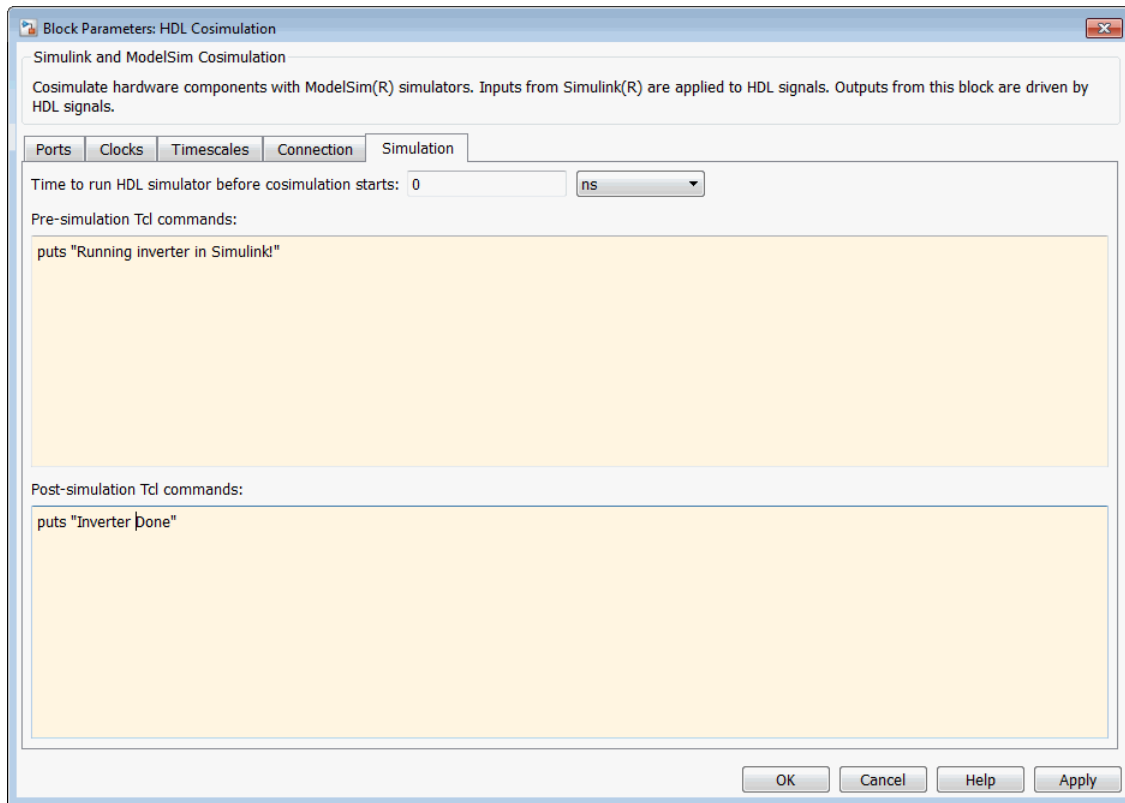 Block Parameters: HDL Cosimulation
Simulink and ModelSim Cosimulation
Cosimulate hardware components with ModelSim(R) simulators. Inputs from Simulink(R) are applied to HDL signals. Outputs from this block are driven by
HDL signals.
Ports Clocks Timescales Connection Simulation
Time to run HDL simulator before cosimulation starts: 0 ns
Pre-simulation Tcl commands:
puts "Running inverter in Simulink!"
Post-simulation Tcl commands:
puts "Inverter Done"
OK Cancel Help Apply